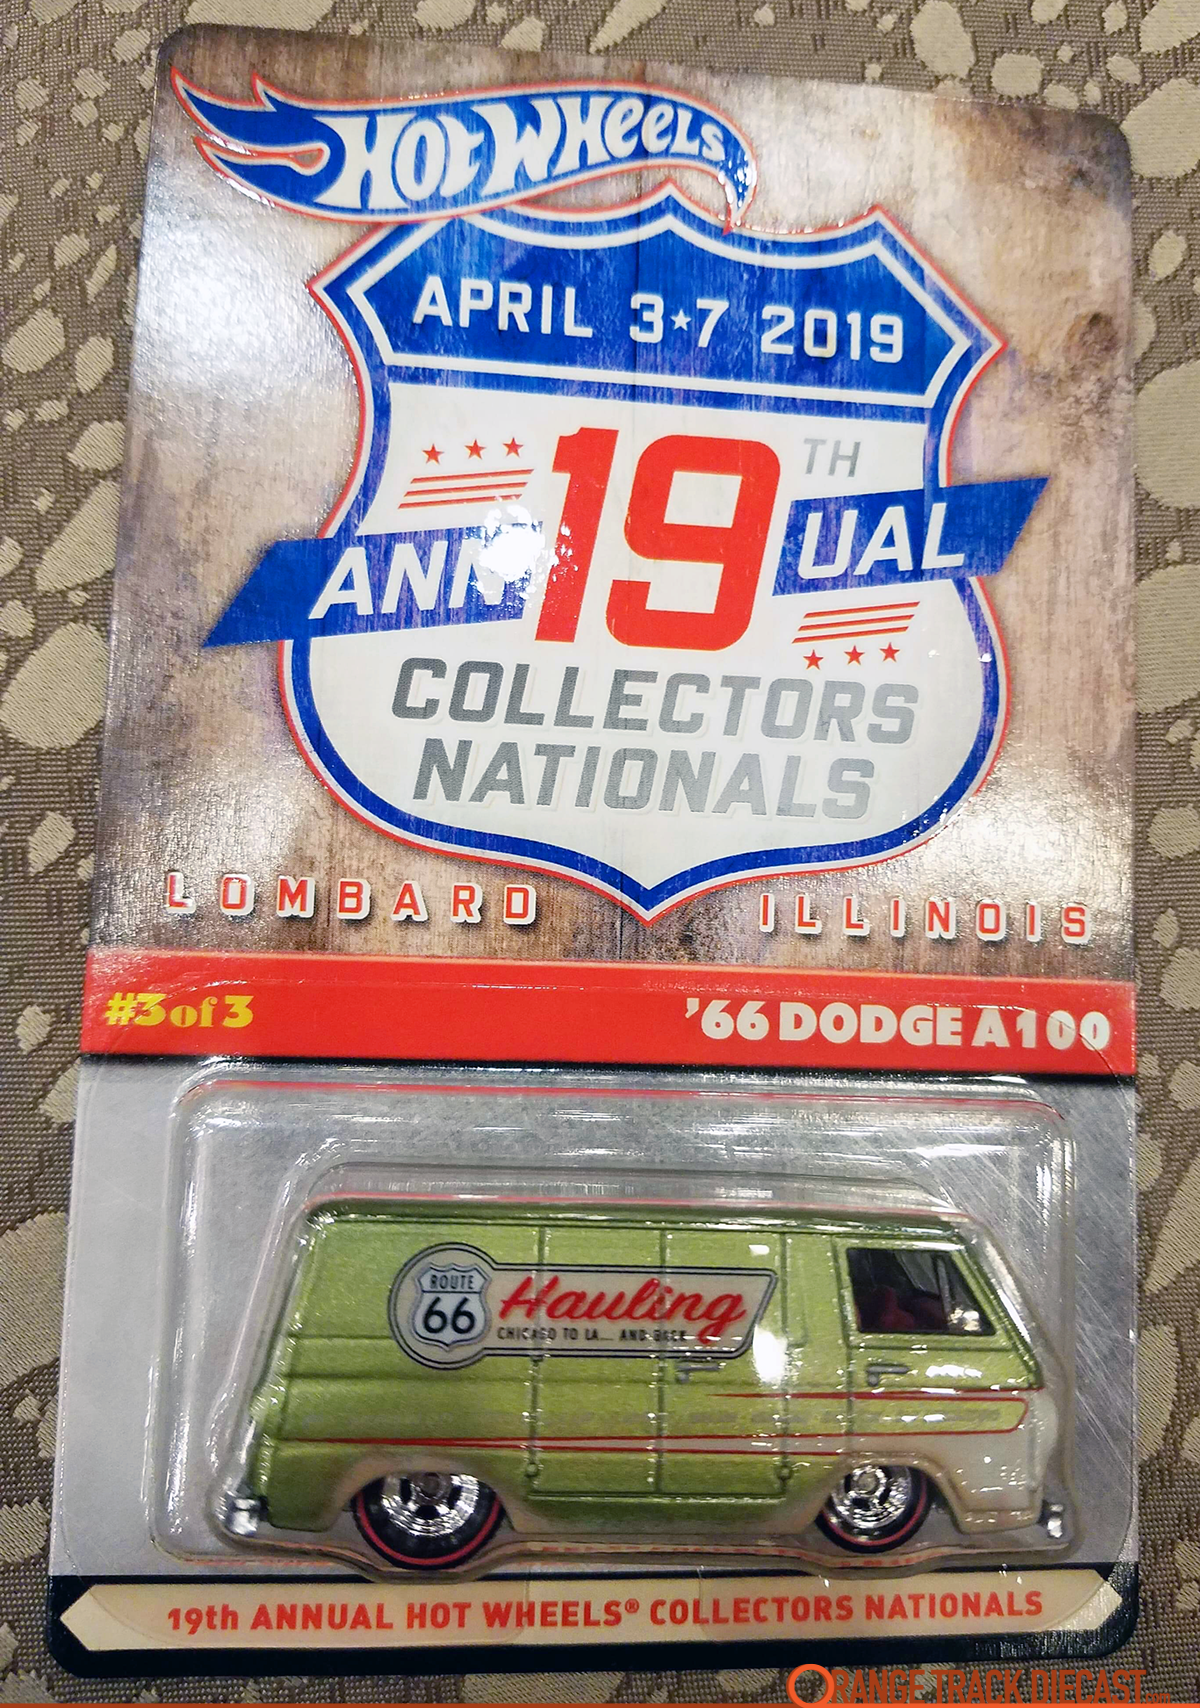 HOT WHEELS
APRIL 3★7 2019
19TH
ANNUAL
COLLECTORS
NATIONALS
LOMBARD ILLINOIS
#3 of 3 '66 DODGE A100
ROUTE
66
Hauling
CHICAGO TO LA... AND BACK
19th ANNUAL HOT WHEELS® COLLECTORS NATIONALS
ORANGE TRACK DIECAST